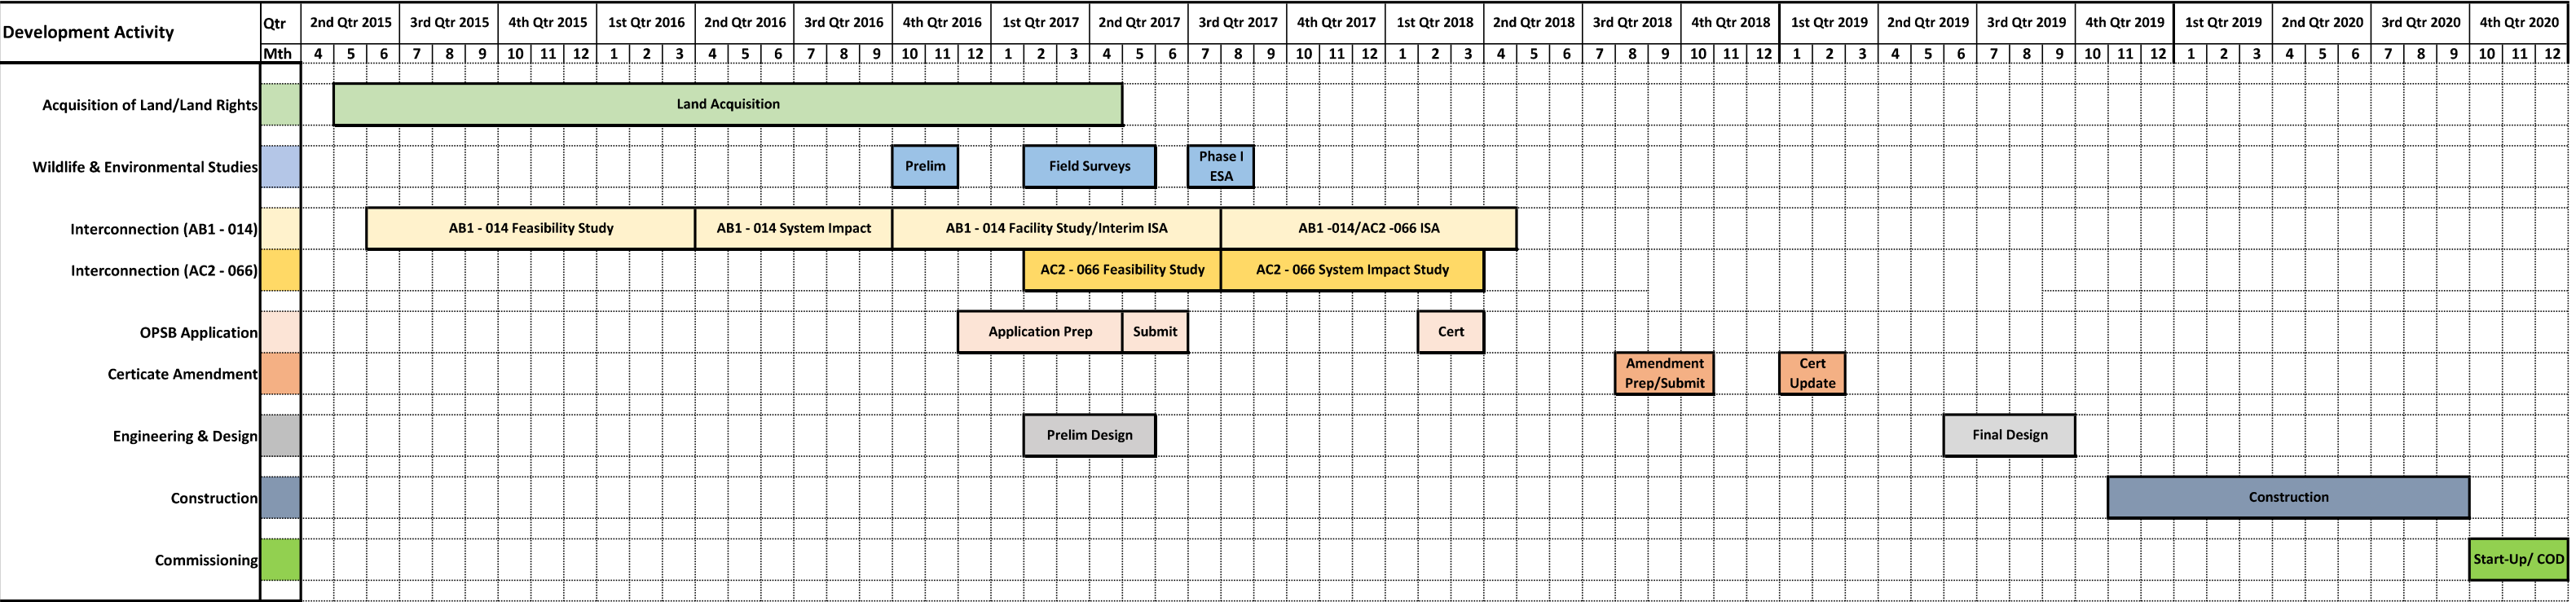 Development Activity
Qtr 2nd Qtr 2015 3rd Qtr 2015 4th Qtr 2015 1st Qtr 2016 2nd Qtr 2016 3rd Qtr 2016 4th Qtr 2016 1st Qtr 2017 2nd Qtr 2017 3rd Qtr 2017 4th Qtr 2017 1st Qtr 2018 2nd Qtr 2018 3rd Qtr 2018 4th Qtr 2018 1st Qtr 2019 2nd Qtr 2019 3rd Qtr 2019 4th Qtr 2019 1st Qtr 2019 2nd Qtr 2020 3rd Qtr 2020 4th Qtr 2020
Mth 4 5 6 7 8 9 10 11 12 1 2 3 4 5 6 7 8 9 10 11 12 1 2 3 4 5 6 7 8 9 10 11 12 1 2 3 4 5 6 7 8 9 10 11 12 1 2 3 4 5 6 7 8 9 10 11 12 1 2 3 4 5 6 7 8 9 10 11 12
Acquisition of Land/Land Rights Land Acquisition
Wildlife & Environmental Studies Prelim Field Surveys Phase I
ESA
Interconnection (AB1 - 014) AB1 - 014 Feasibility Study AB1 - 014 System Impact AB1 - 014 Facility Study/Interim ISA AB1 -014/AC2 -066 ISA
Interconnection (AC2 - 066) AC2 - 066 Feasibility Study AC2 - 066 System Impact Study
OPSB Application Application Prep Submit Cert
Certicate Amendment Amendment
Prep/Submit
Cert
Update
Engineering & Design Prelim Design Final Design
Construction Construction
Commissioning Start-Up/ COD